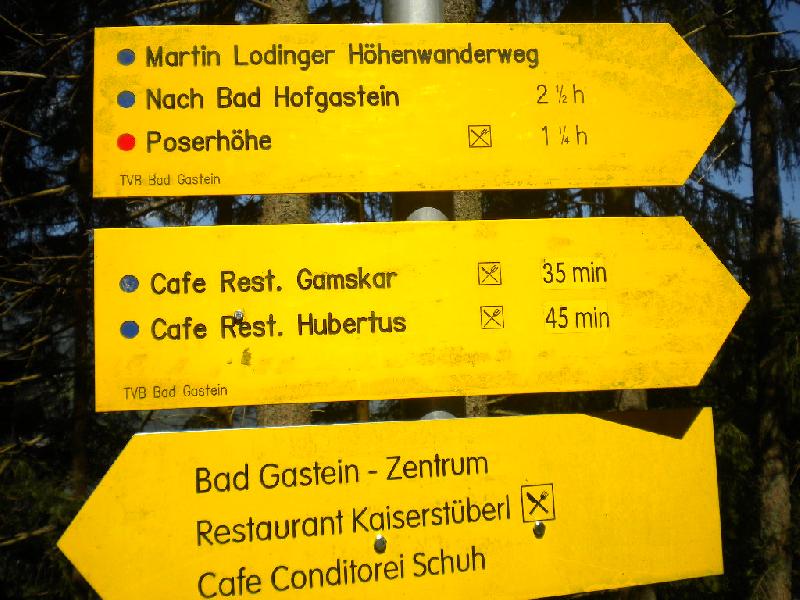 Martin Lodinger Höhenwanderweg
Nach Bad Hofgastein 2 ½ h
Poserhöhe 1 ¼ h
TVB Bad Gastein
Cafe Rest. Gamskar 35 min
Cafe Rest. Hubertus 45 min
TVB Bad Gastein
Bad Gastein - Zentrum
Restaurant Kaiserstüberl
Cafe Conditorei Schuh